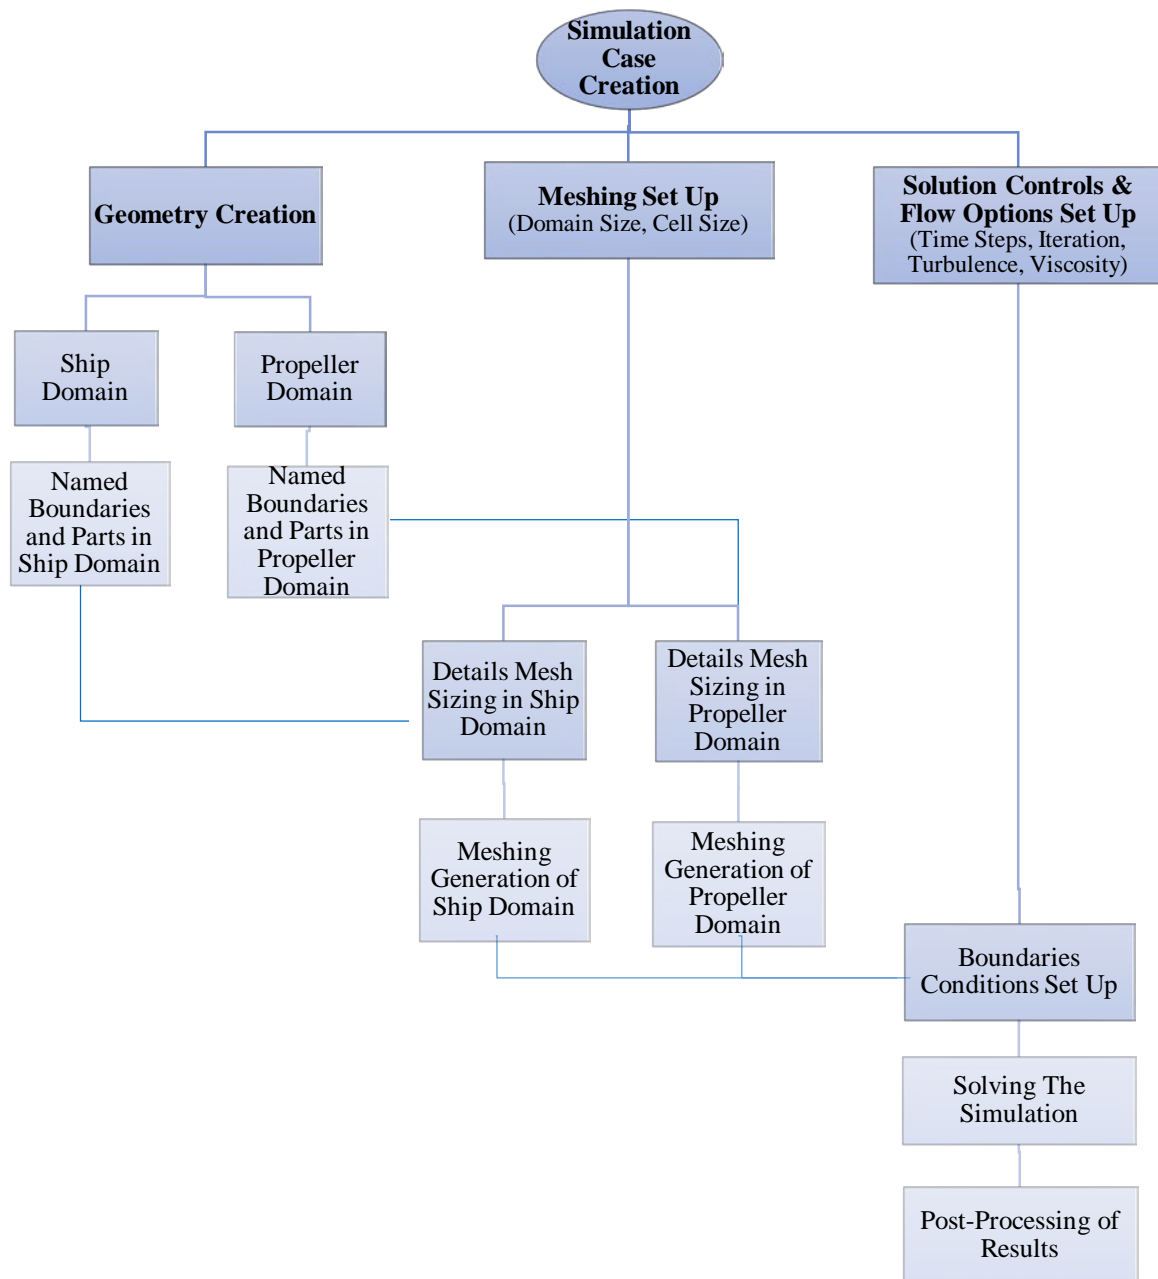 Simulation
Case
Creation
Geometry Creation
Meshing Set Up
(Domain Size, Cell Size)
Solution Controls &
Flow Options Set Up
(Time Steps, Iteration,
Turbulence, Viscosity)
Ship
Domain
Propeller
Domain
Named
Boundaries
and Parts in
Ship Domain
Named
Boundaries
and Parts in
Propeller
Domain
Details Mesh
Sizing in Ship
Domain
Details Mesh
Sizing in
Propeller
Domain
Meshing
Generation of
Ship Domain
Meshing
Generation of
Propeller
Domain
Boundaries
Conditions Set Up
Solving The
Simulation
Post-Processing of
Results